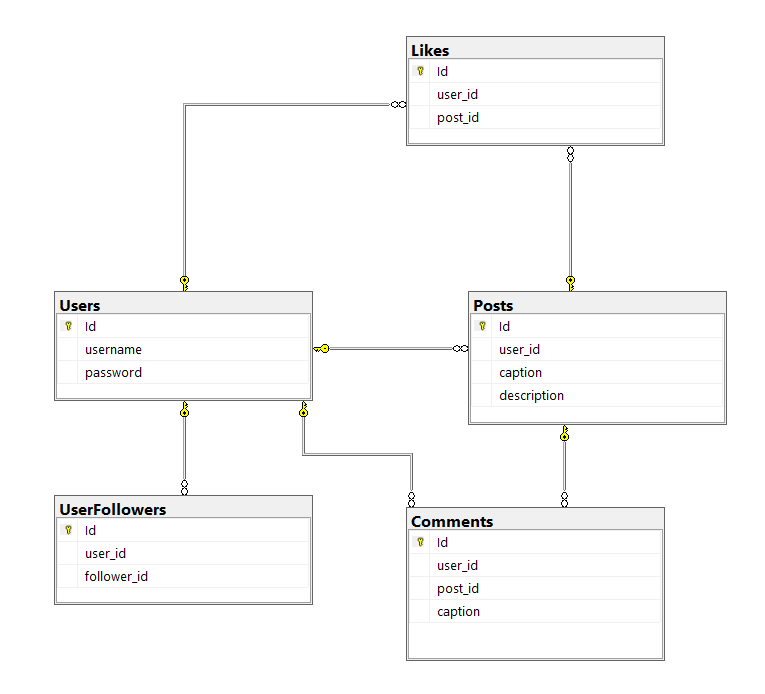 Likes
Id
user_id
post_id
Users
Id
username
password
Posts
Id
user_id
caption
description
UserFollowers
Id
user_id
follower_id
Comments
Id
user_id
post_id
caption